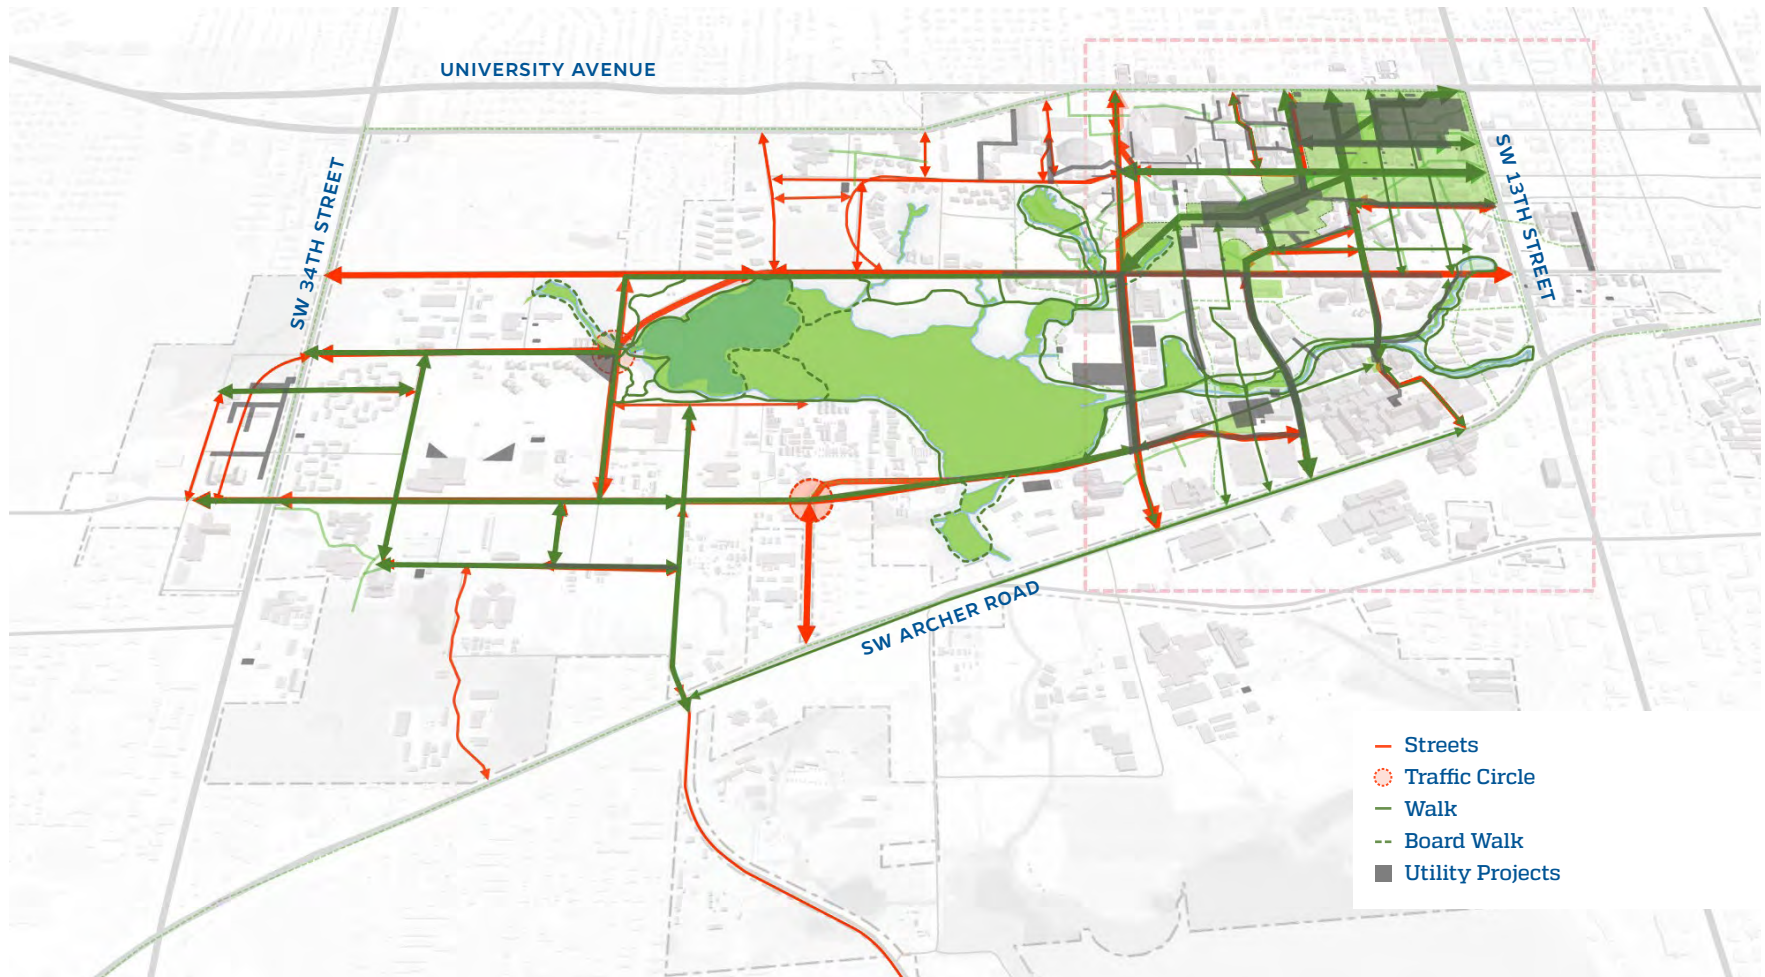 UNIVERSITY AVENUE
SW 34TH STREET
SW 13TH STREET
SW ARCHER ROAD
Streets
Traffic Circle
Walk
Board Walk
Utility Projects